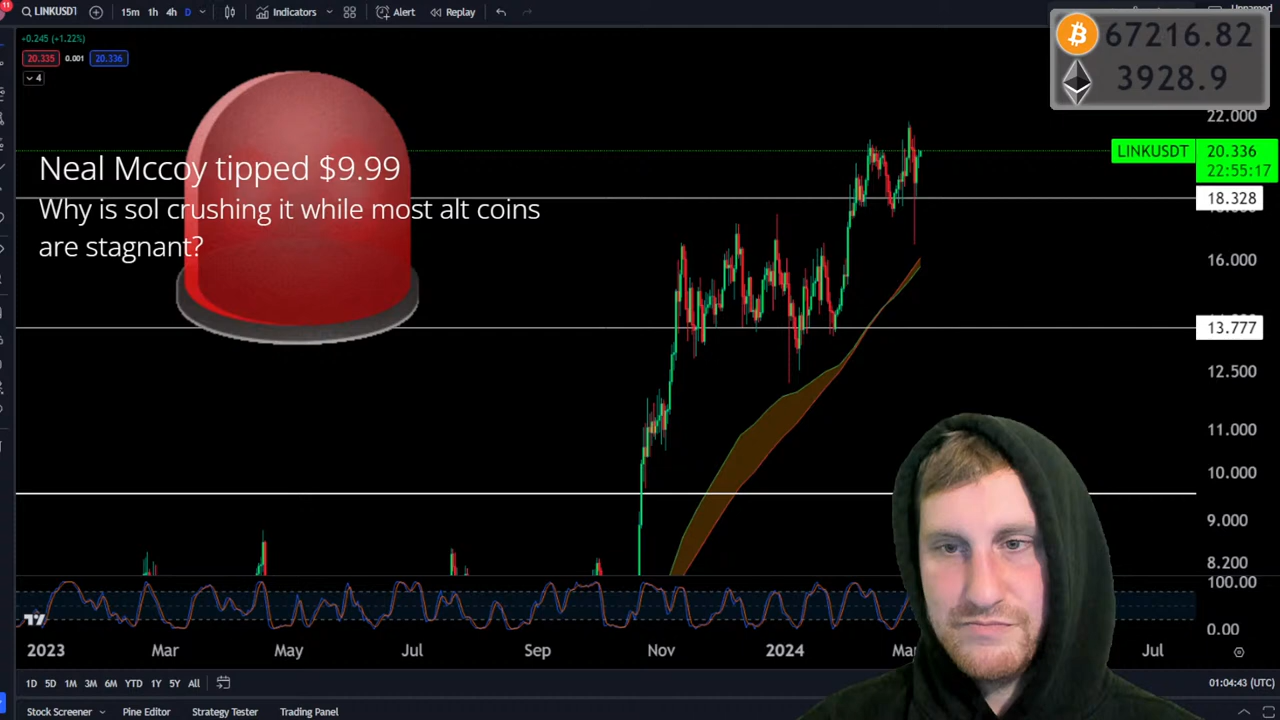 11
LINKUSDT
15m 1h 4h D
Indicators
Alert
Replay
Unnamed
+0.245 (+1.22%)
20.335 0.001 20.336
4
67216.82
3928.9
Neal Mccoy tipped $9.99
Why is sol crushing it while most alt coins
are stagnant?
22.000
LINKUSDT 20.336
22:55:17
18.328
16.000
13.777
12.500
11.000
10.000
9.000
8.200
100.00
0.00
2023 Mar May Jul Sep Nov 2024 Mar Jul
1D 5D 1M 3M 6M YTD 1Y 5Y All
01:04:43 (UTC)
Stock Screener Pine Editor Strategy Tester Trading Panel